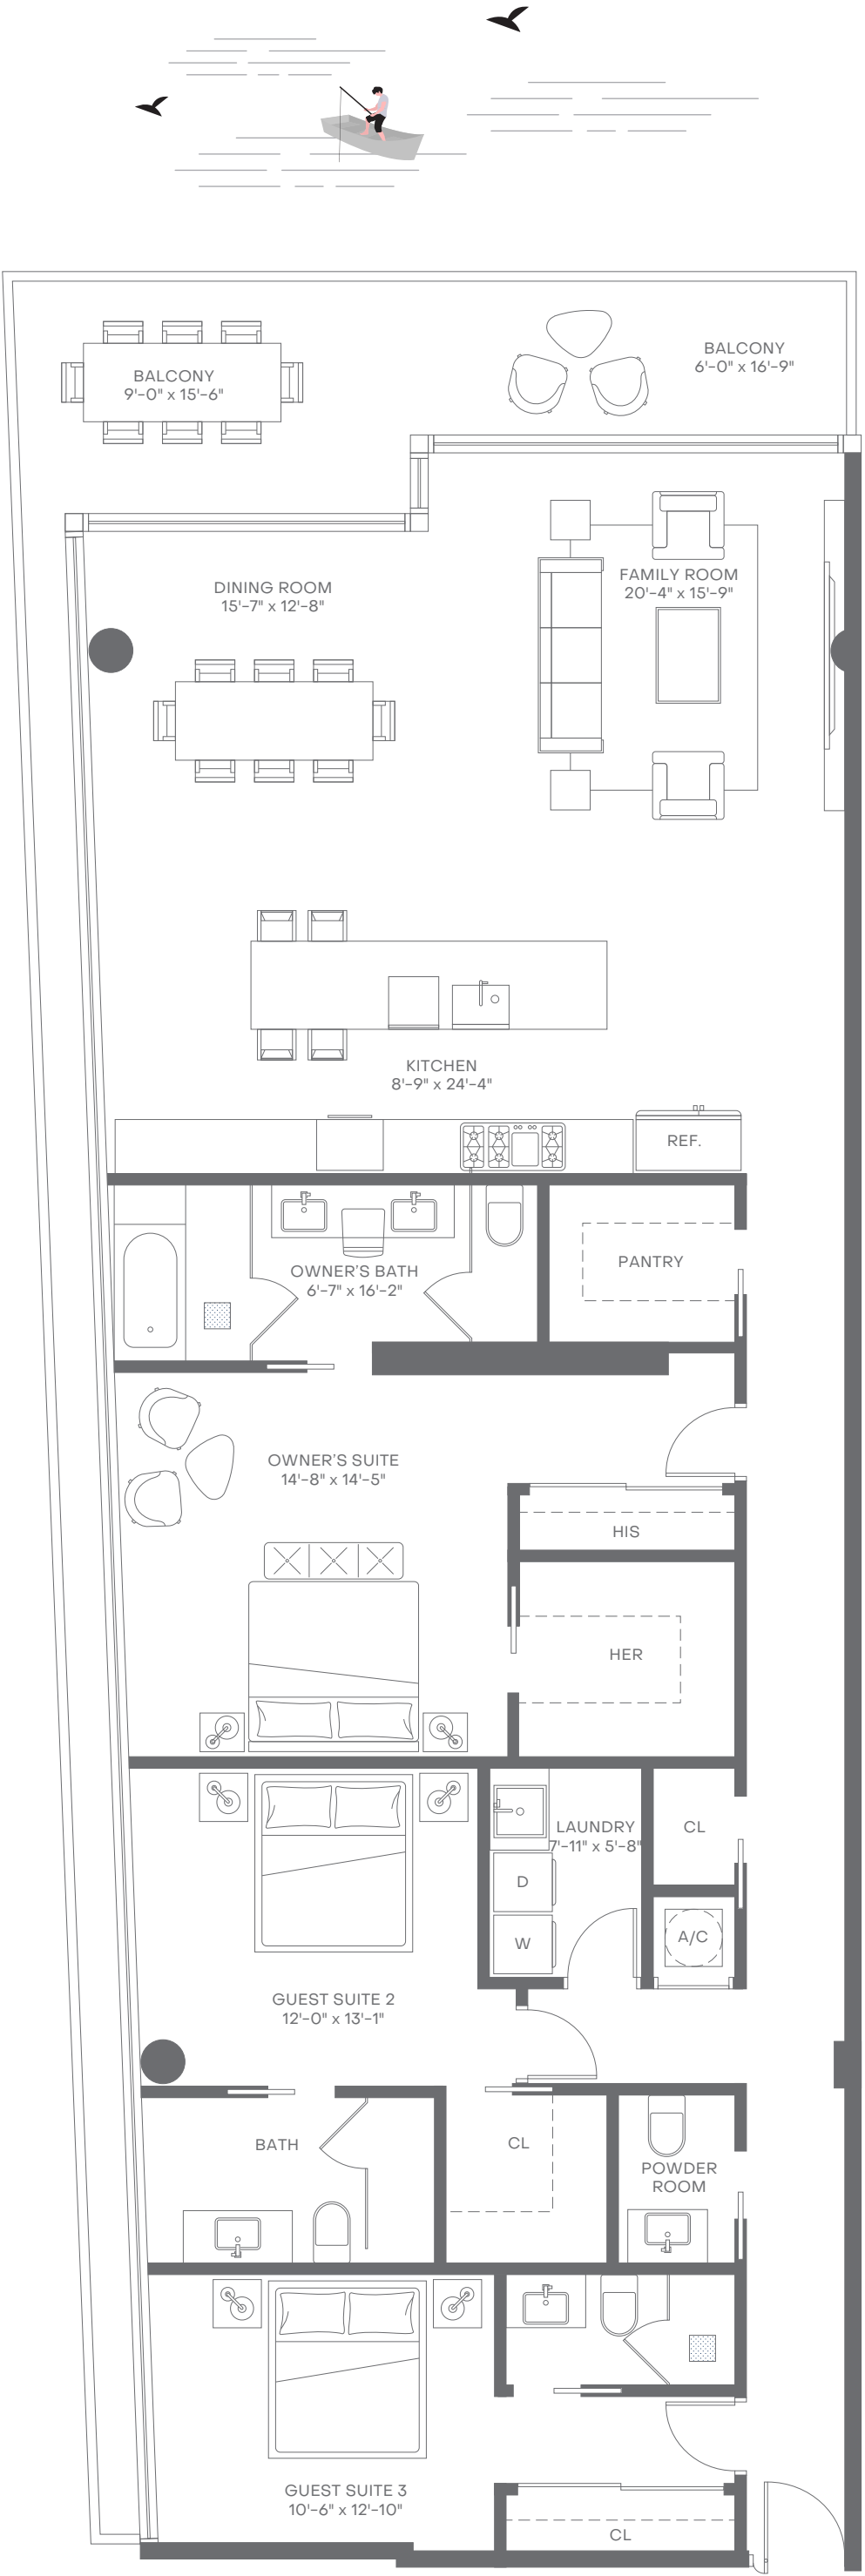 BALCONY
9'-0" x 15'-6"
BALCONY
6'-0" x 16'-9"
DINING ROOM
15'-7" x 12'-8"
FAMILY ROOM
20'-4" x 15'-9"
KITCHEN
8'-9" x 24'-4"
REF.
OWNER'S BATH
6'-7" x 16'-2"
PANTRY
OWNER'S SUITE
14'-8" x 14'-5"
HIS
HER
LAUNDRY
7'-11" x 5'-8"
CL
D
W
A/C
GUEST SUITE 2
12'-0" x 13'-1"
BATH
CL
POWDER
ROOM
GUEST SUITE 3
10'-6" x 12'-10"
CL